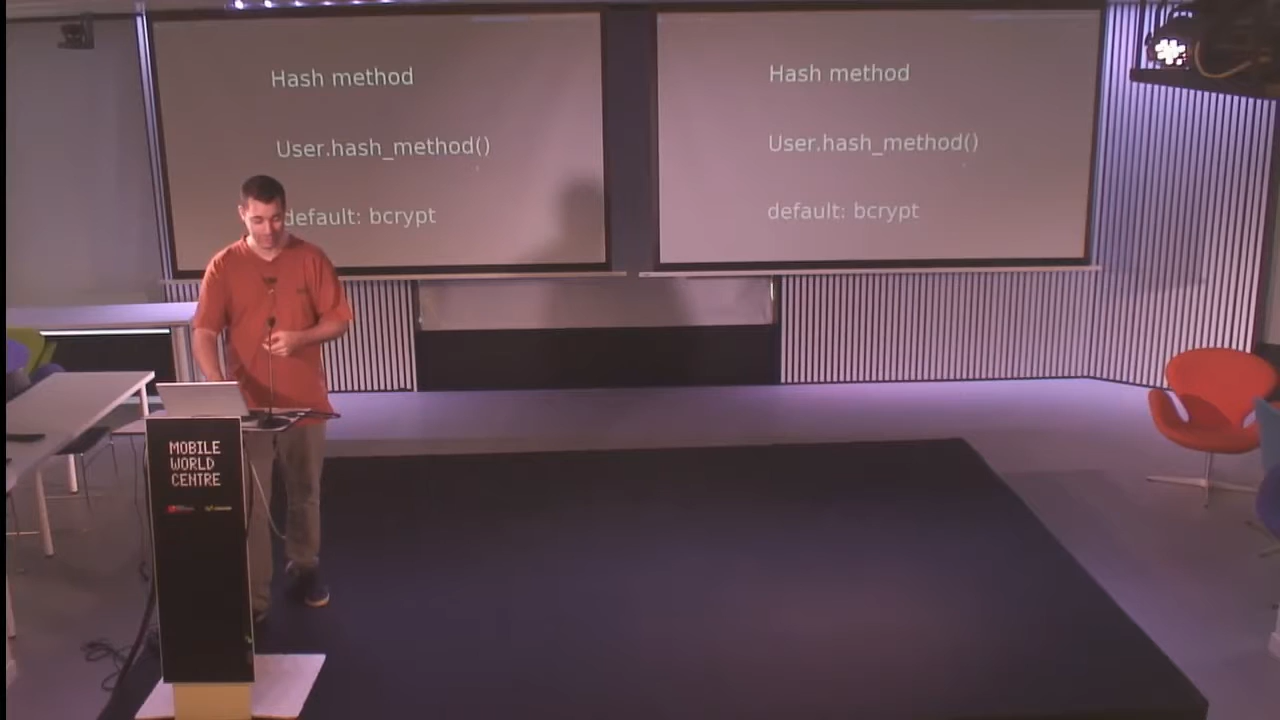 Hash method
User.hash_method()
default: bcrypt
Hash method
User.hash_method()
default: bcrypt
MOBILE
WORLD
CENTRE